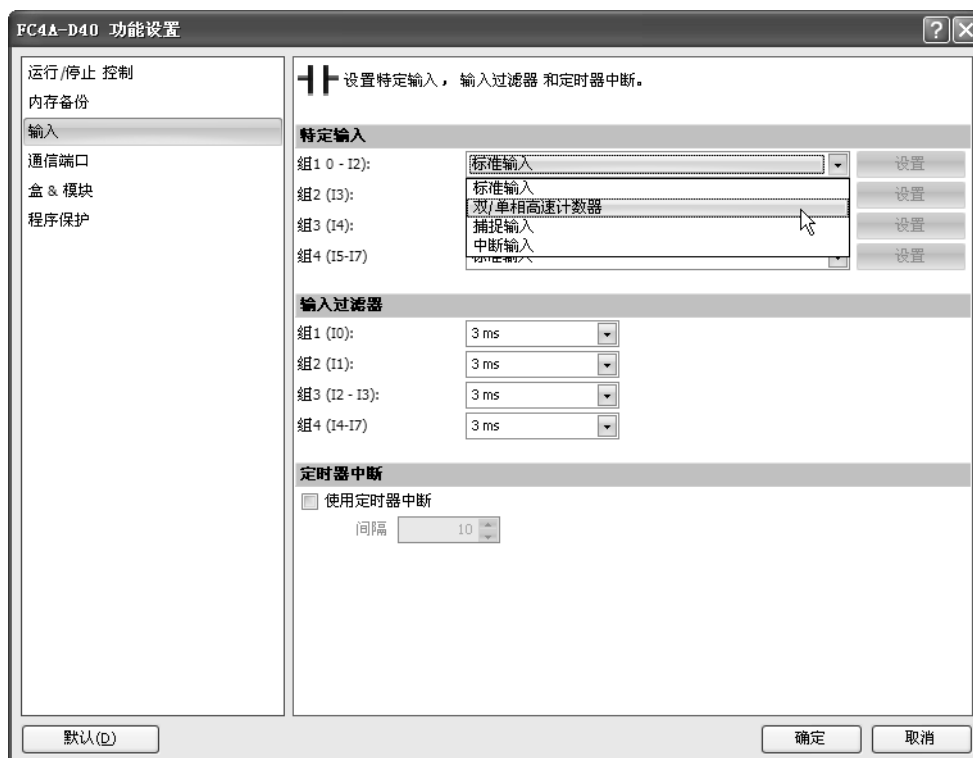 FC4A-D40 功能设置
运行/停止 控制
内存备份
输入
通信端口
盒 & 模块
程序保护
设置特定输入，输入过滤器 和定时器中断。
特定输入
组1 0 - I2): 标准输入 设置
标准输入
组2 (I3): 设置
双/单相高速计数器
组3 (I4): 设置
捕捉输入
中断输入
组4 (I5-I7) 标准输入 设置
输入过滤器
组1 (I0): 3 ms
组2 (I1): 3 ms
组3 (I2 - I3): 3 ms
组4 (I4-I7) 3 ms
定时器中断
使用定时器中断
间隔 10
默认(D) 确定 取消